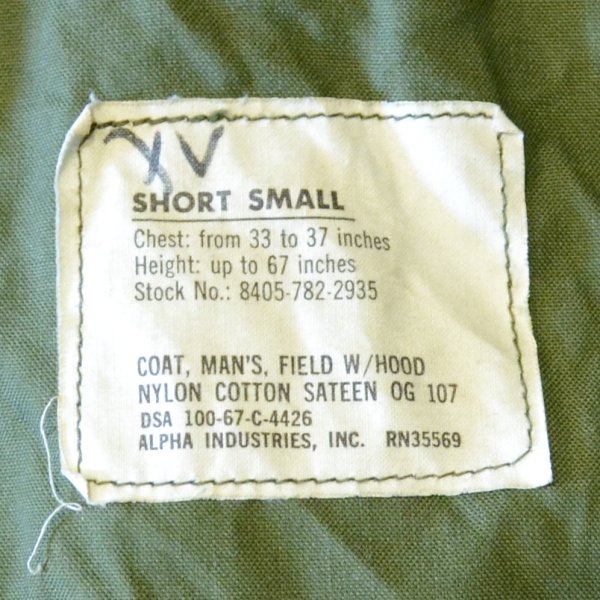 SHORT SMALL
Chest: from 33 to 37 inches
Height: up to 67 inches
Stock No.: 8405-782-2935
COAT, MAN'S, FIELD W/HOOD
NYLON COTTON SATEEN OG 107
DSA 100-67-C-4426
ALPHA INDUSTRIES, INC. RN35569